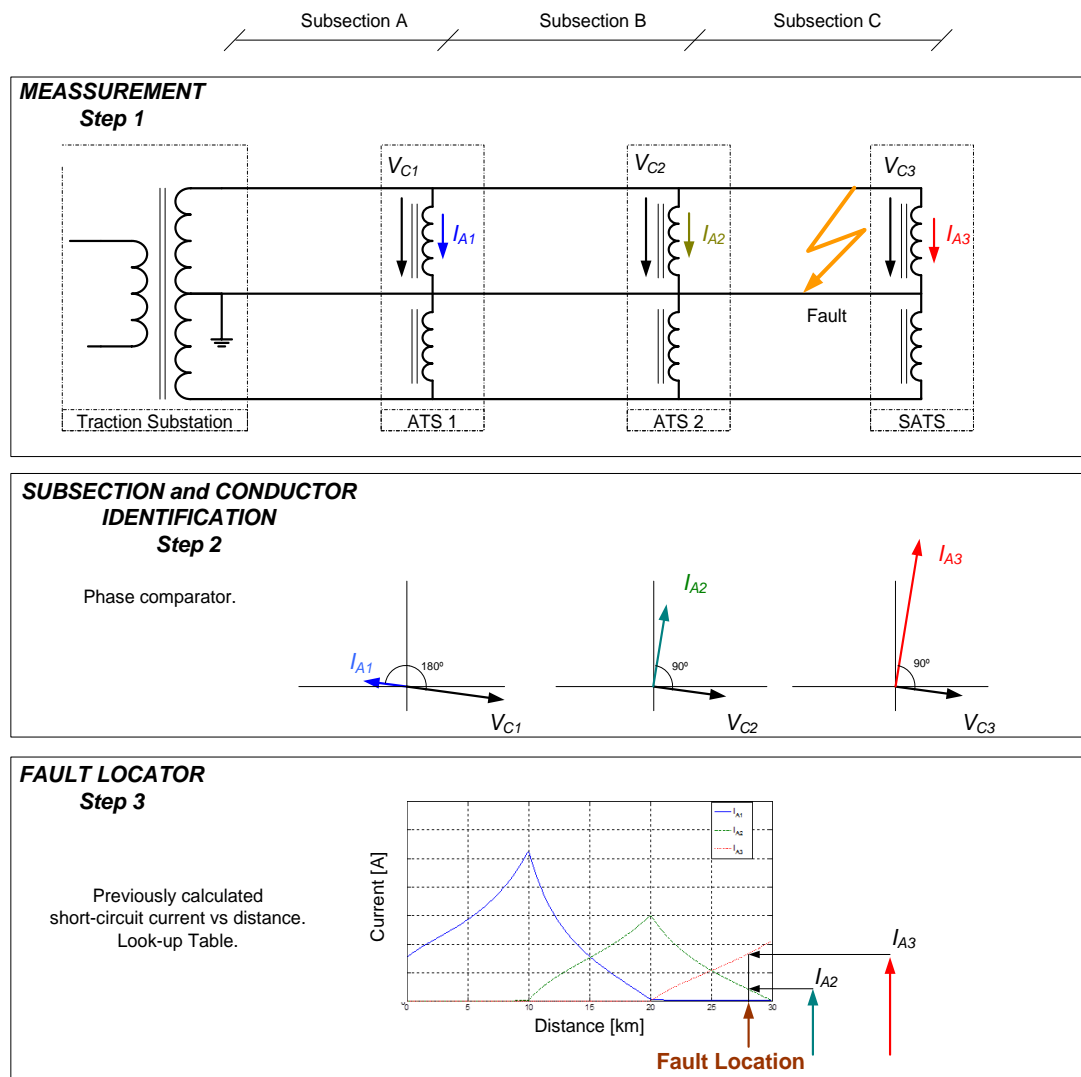 Subsection A Subsection B Subsection C
MEASSUREMENT
Step 1
VC1 VC2 VC3
IA1 IA2 IA3
Fault
Traction Substation ATS 1 ATS 2 SATS
SUBSECTION and CONDUCTOR
IDENTIFICATION
Step 2
Phase comparator.
IA1 180º VC1
IA2 90º VC2
IA3 90º VC3
FAULT LOCATOR
Step 3
Previously calculated
short-circuit current vs distance.
Look-up Table.
Current [A]
IA1
IA2
IA3
IA3
IA2
0 5 10 15 20 25 30
Distance [km]
Fault Location